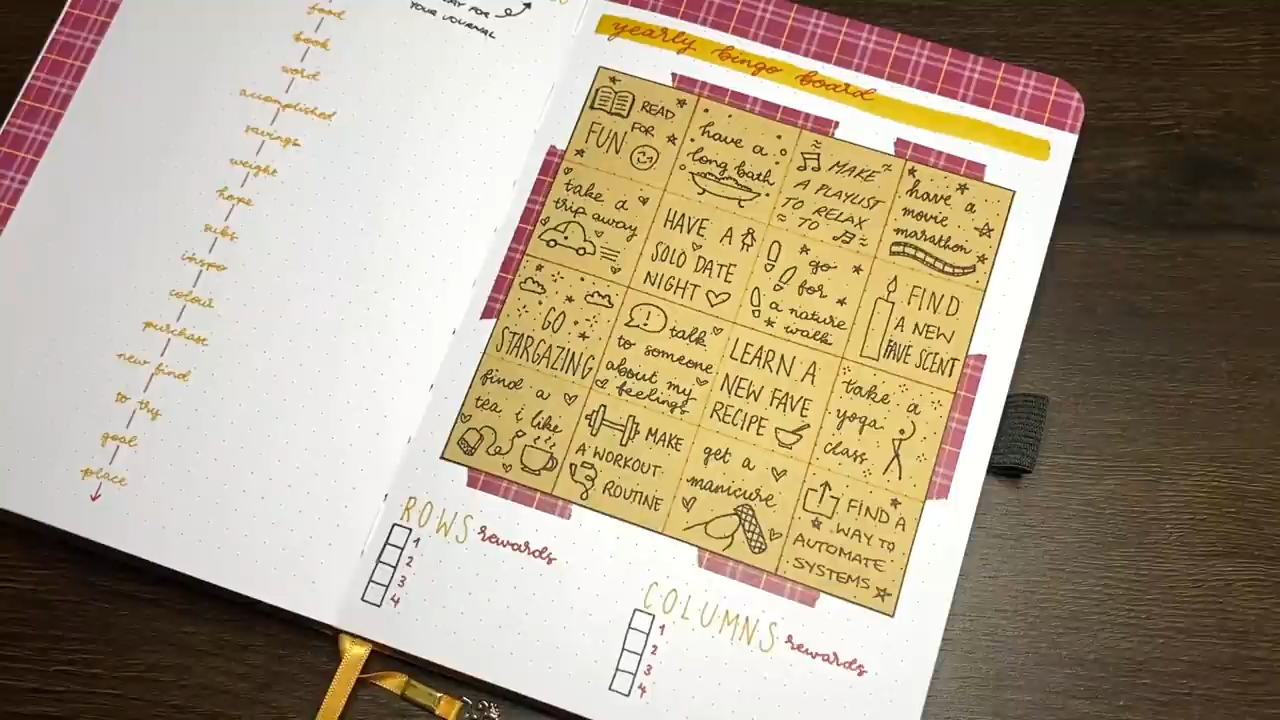 food
book
word
accomplished
savings
weight
hope
subs
inspo
colour
purchase
new find
to try
goal
place
FOR
YOUR JOURNAL
yearly bingo board
READ
FOR
FUN
have a
long bath
MAKE
A PLAYLIST
TO RELAX
TO
have a
movie
marathon
take a
trip away
HAVE A
SOLO DATE
NIGHT
go
for
a nature
walk
FIND
A NEW
FAVE SCENT
GO
STARGAZING
talk
to someone
about my
feelings
LEARN A
NEW FAVE
RECIPE
take a
yoga
class
find a
tea i like
MAKE
A WORKOUT
ROUTINE
get a
manicure
FIND A
WAY TO
AUTOMATE
SYSTEMS
ROWS rewards
1
2
3
4
COLUMNS rewards
1
2
3
4